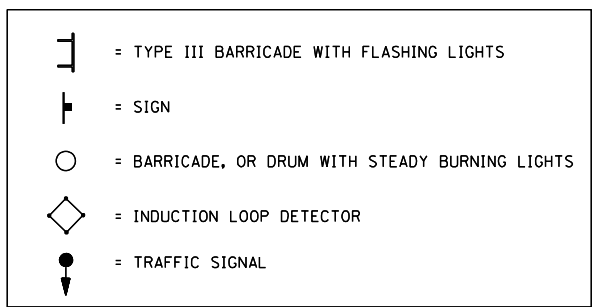 = TYPE III BARRICADE WITH FLASHING LIGHTS
= SIGN
= BARRICADE, OR DRUM WITH STEADY BURNING LIGHTS
= INDUCTION LOOP DETECTOR
= TRAFFIC SIGNAL